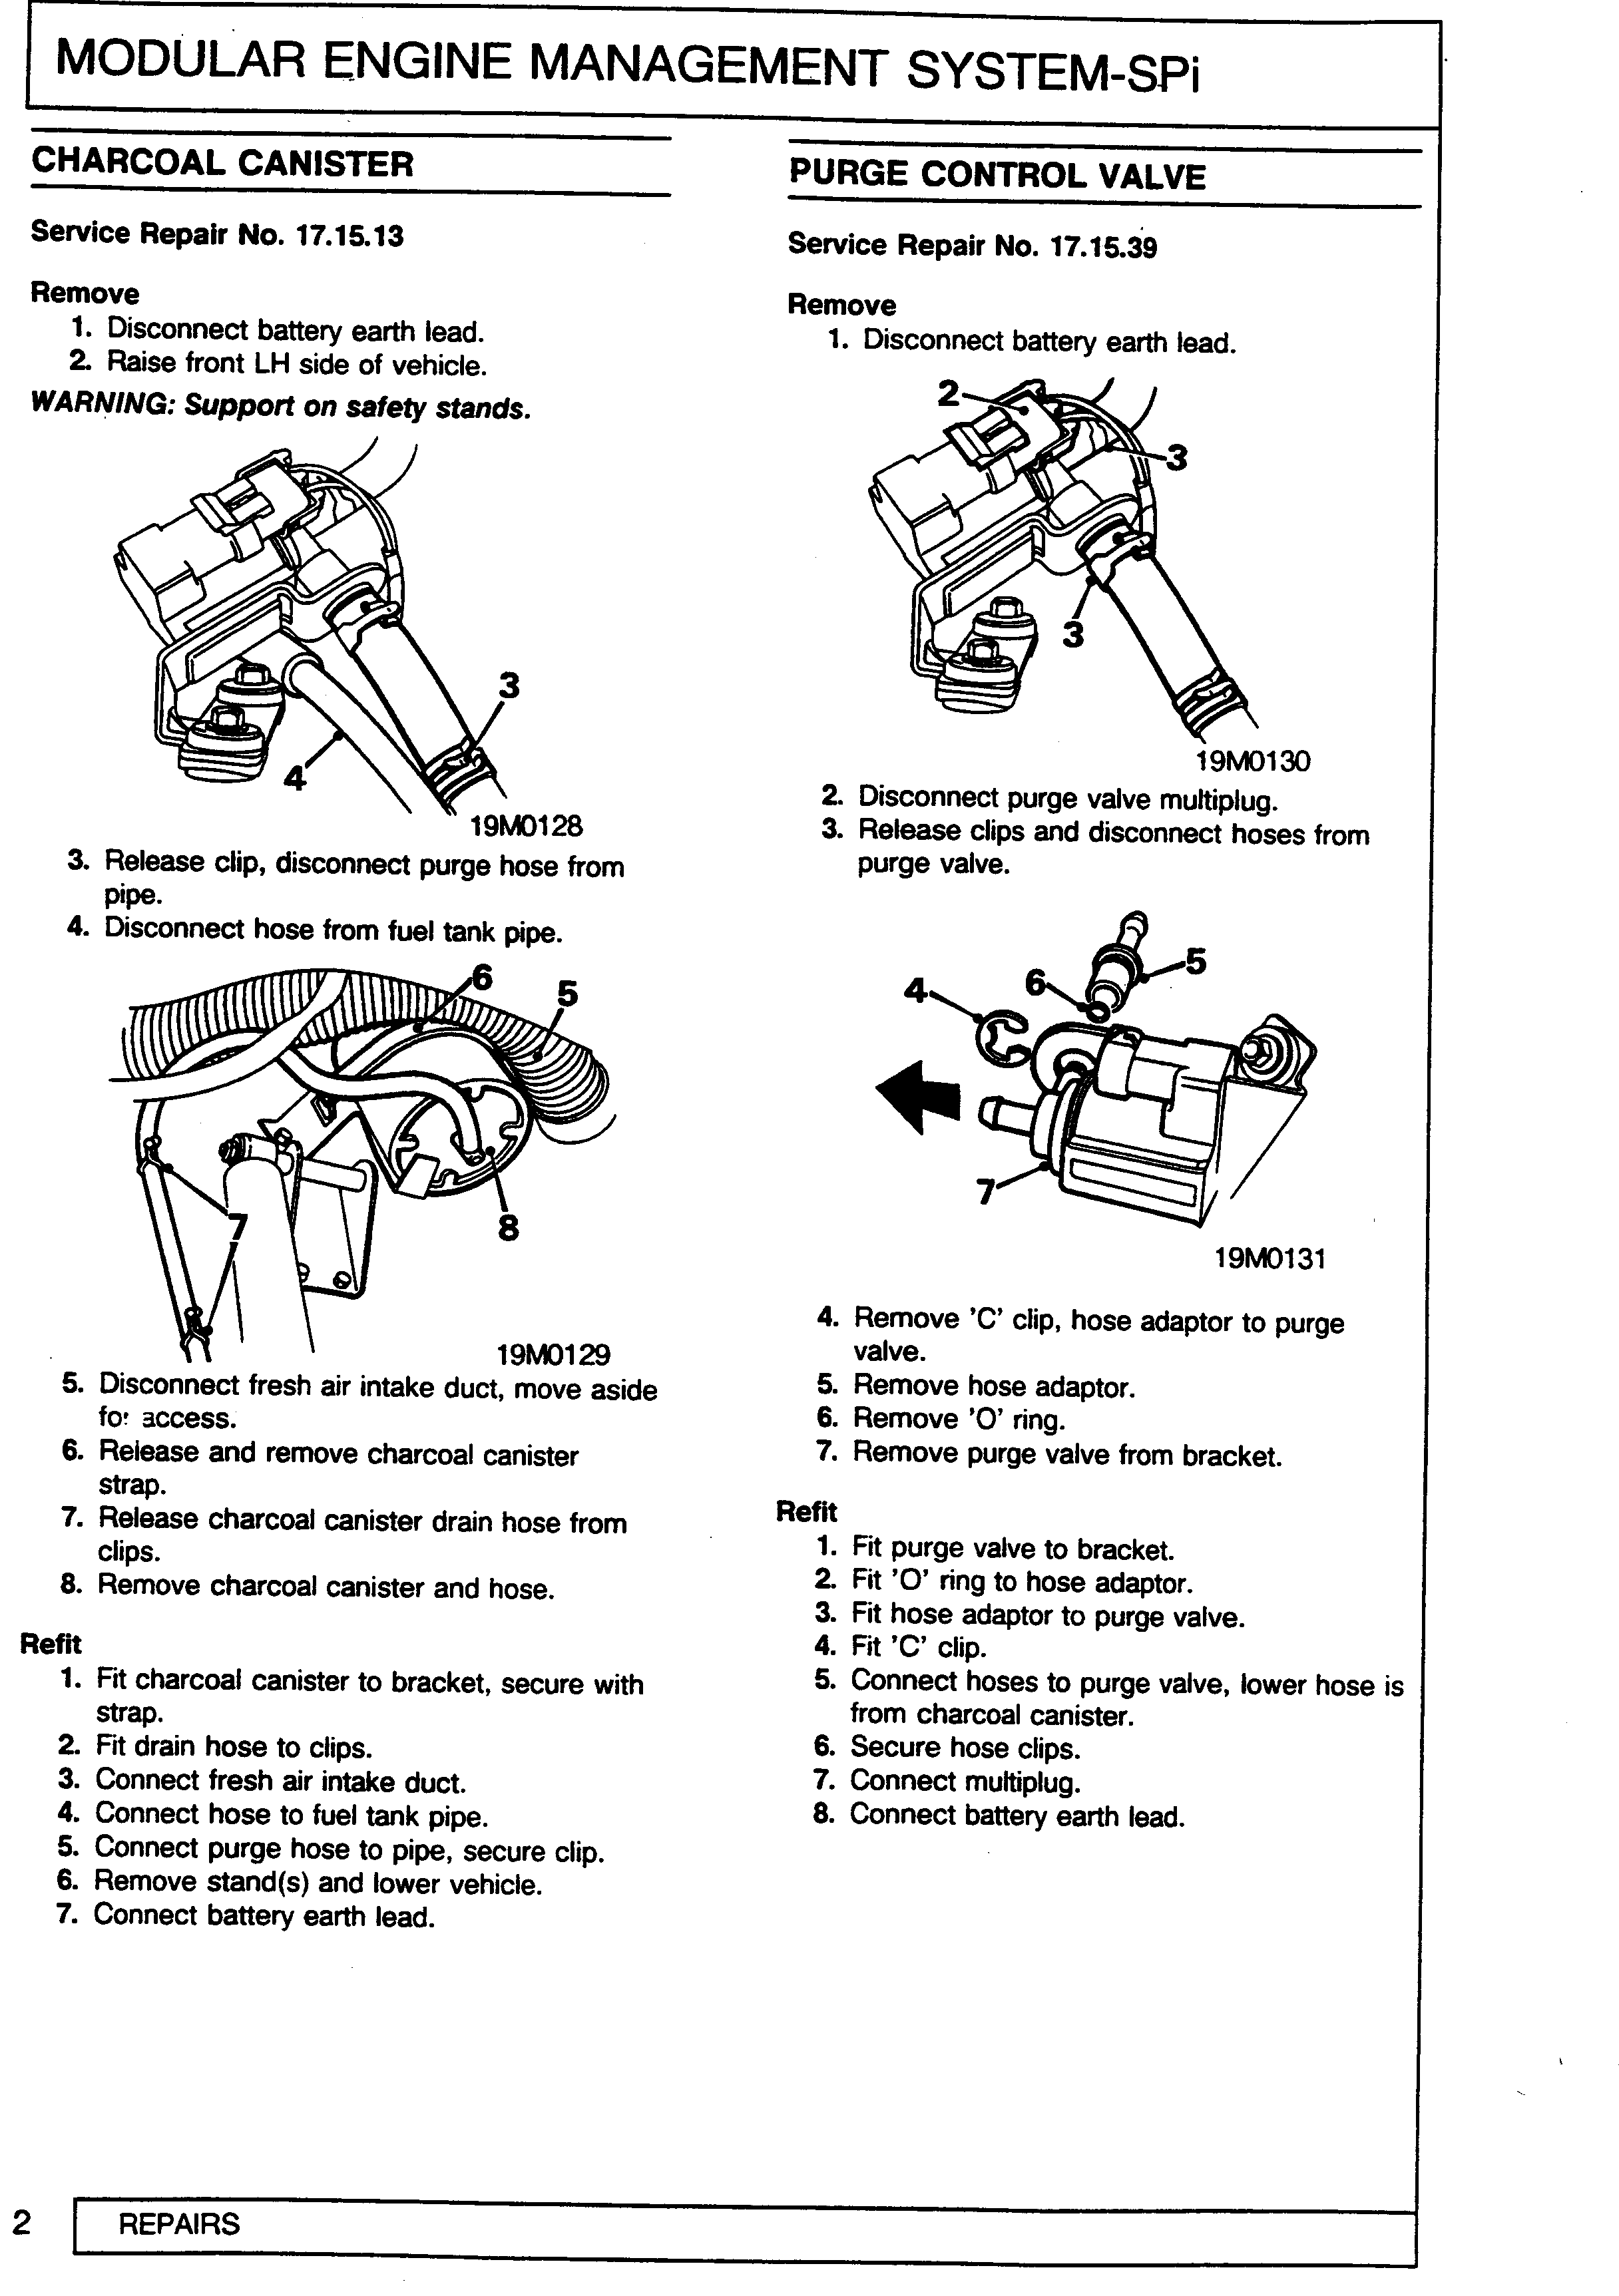 MODULAR ENGINE MANAGEMENT SYSTEM-SPi
CHARCOAL CANISTER
Service Repair No. 17.15.13
Remove
1. Disconnect battery earth lead.
2. Raise front LH side of vehicle.
WARNING: Support on safety stands.
3
4
19M0128
3. Release clip, disconnect purge hose from
pipe.
4. Disconnect hose from fuel tank pipe.
6
5
7
8
19M0129
5. Disconnect fresh air intake duct, move aside
for access.
6. Release and remove charcoal canister
strap.
7. Release charcoal canister drain hose from
clips.
8. Remove charcoal canister and hose.
Refit
1. Fit charcoal canister to bracket, secure with
strap.
2. Fit drain hose to clips.
3. Connect fresh air intake duct.
4. Connect hose to fuel tank pipe.
5. Connect purge hose to pipe, secure clip.
6. Remove stand(s) and lower vehicle.
7. Connect battery earth lead.
PURGE CONTROL VALVE
Service Repair No. 17.15.39
Remove
1. Disconnect battery earth lead.
2
3
3
19M0130
2. Disconnect purge valve multiplug.
3. Release clips and disconnect hoses from
purge valve.
5
6
4
7
19M0131
4. Remove 'C' clip, hose adaptor to purge
valve.
5. Remove hose adaptor.
6. Remove 'O' ring.
7. Remove purge valve from bracket.
Refit
1. Fit purge valve to bracket.
2. Fit 'O' ring to hose adaptor.
3. Fit hose adaptor to purge valve.
4. Fit 'C' clip.
5. Connect hoses to purge valve, lower hose is
from charcoal canister.
6. Secure hose clips.
7. Connect multiplug.
8. Connect battery earth lead.
2
REPAIRS